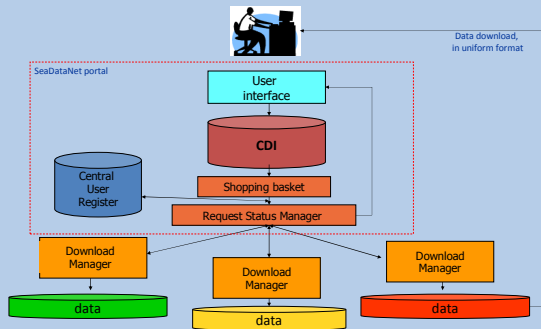 Data download,
in uniform format
SeaDataNet portal
User
interface
CDI
Central
User
Register
Shopping basket
Request Status Manager
Download
Manager
Download
Manager
Download
Manager
data
data
data